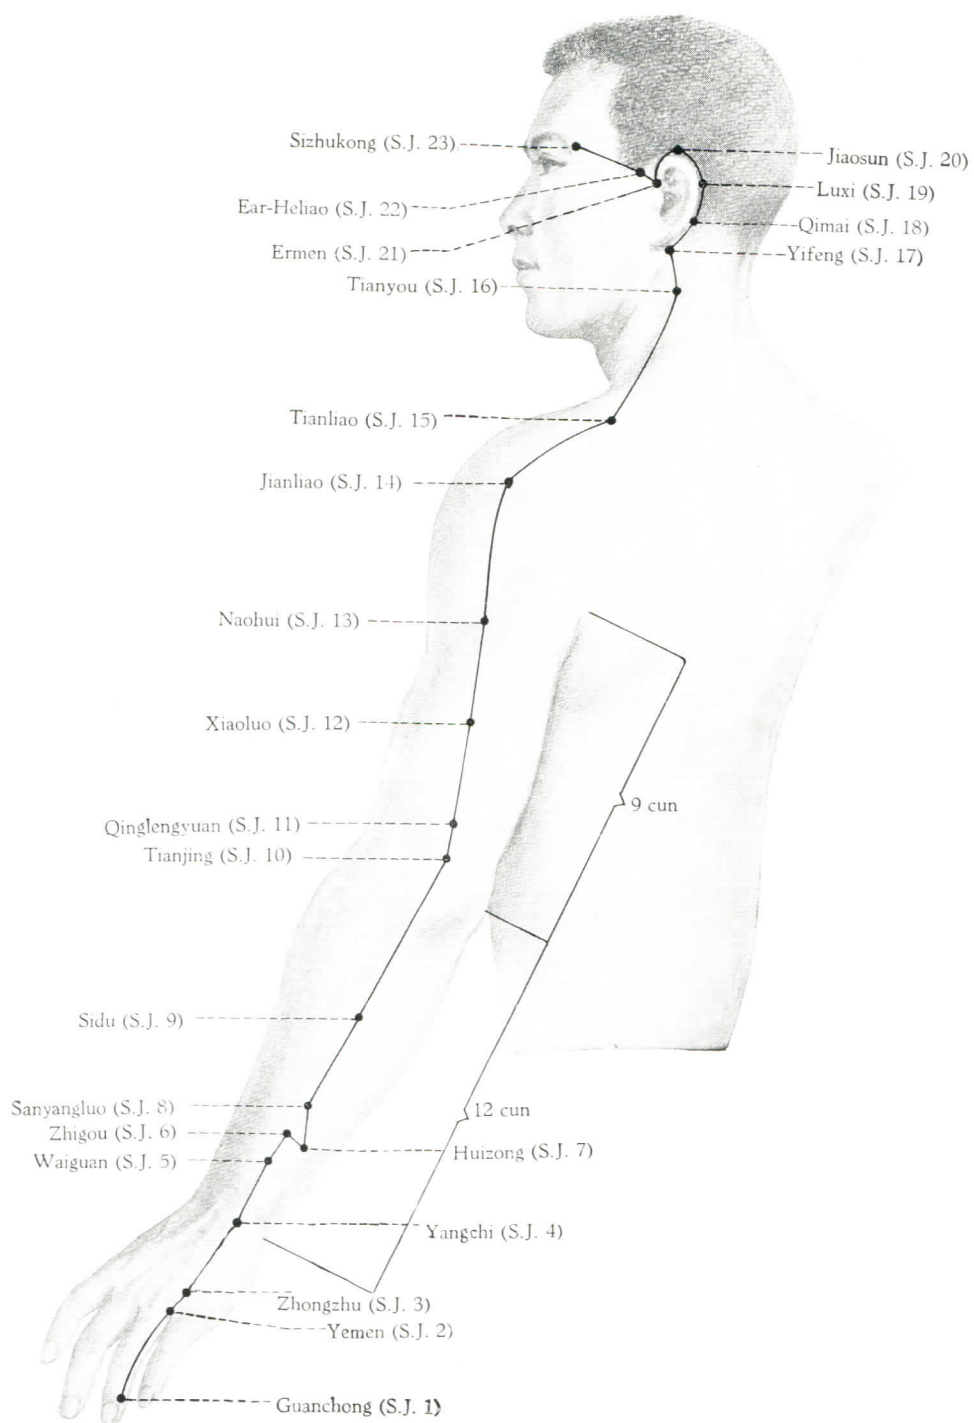 Sizhukong (S.J. 23)
Jiaosun (S.J. 20)
Luxi (S.J. 19)
Ear-Heliao (S.J. 22)
Qimai (S.J. 18)
Ermen (S.J. 21)
Yifeng (S.J. 17)
Tianyou (S.J. 16)
Tianliao (S.J. 15)
Jianliao (S.J. 14)
Naohui (S.J. 13)
Xiaoluo (S.J. 12)
9 cun
Qinglengyuan (S.J. 11)
Tianjing (S.J. 10)
Sidu (S.J. 9)
Sanyangluo (S.J. 8)
12 cun
Zhigou (S.J. 6)
Huizong (S.J. 7)
Waiguan (S.J. 5)
Yangchi (S.J. 4)
Zhongzhu (S.J. 3)
Yemen (S.J. 2)
Guanchong (S.J. 1)